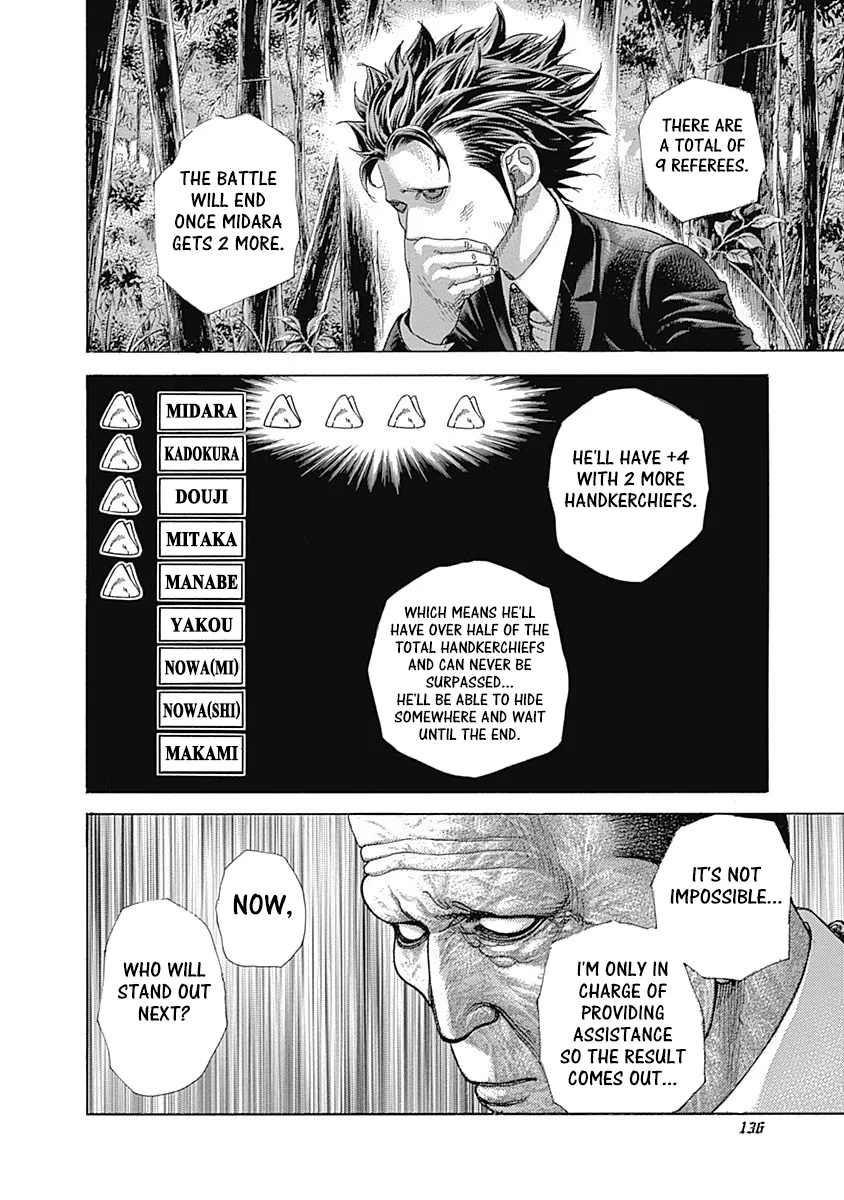 THERE ARE
A TOTAL OF
9 REFEREES.
THE BATTLE
WILL END
ONCE MIDARA
GETS 2 MORE.
MIDARA
KADOKURA
DOUJI
MITAKA
MANABE
YAKOU
NOWA(MI)
NOWA(SHI)
MAKAMI
HE'LL HAVE +4
WITH 2 MORE
HANDKERCHIEFS.
WHICH MEANS HE'LL
HAVE OVER HALF OF THE
TOTAL HANDKERCHIEFS
AND CAN NEVER BE
SURPASSED...
HE'LL BE ABLE TO HIDE
SOMEWHERE AND WAIT
UNTIL THE END.
IT'S NOT
IMPOSSIBLE...
I'M ONLY IN
CHARGE OF
PROVIDING
ASSISTANCE
SO THE RESULT
COMES OUT...
NOW,
WHO WILL
STAND OUT
NEXT?
136